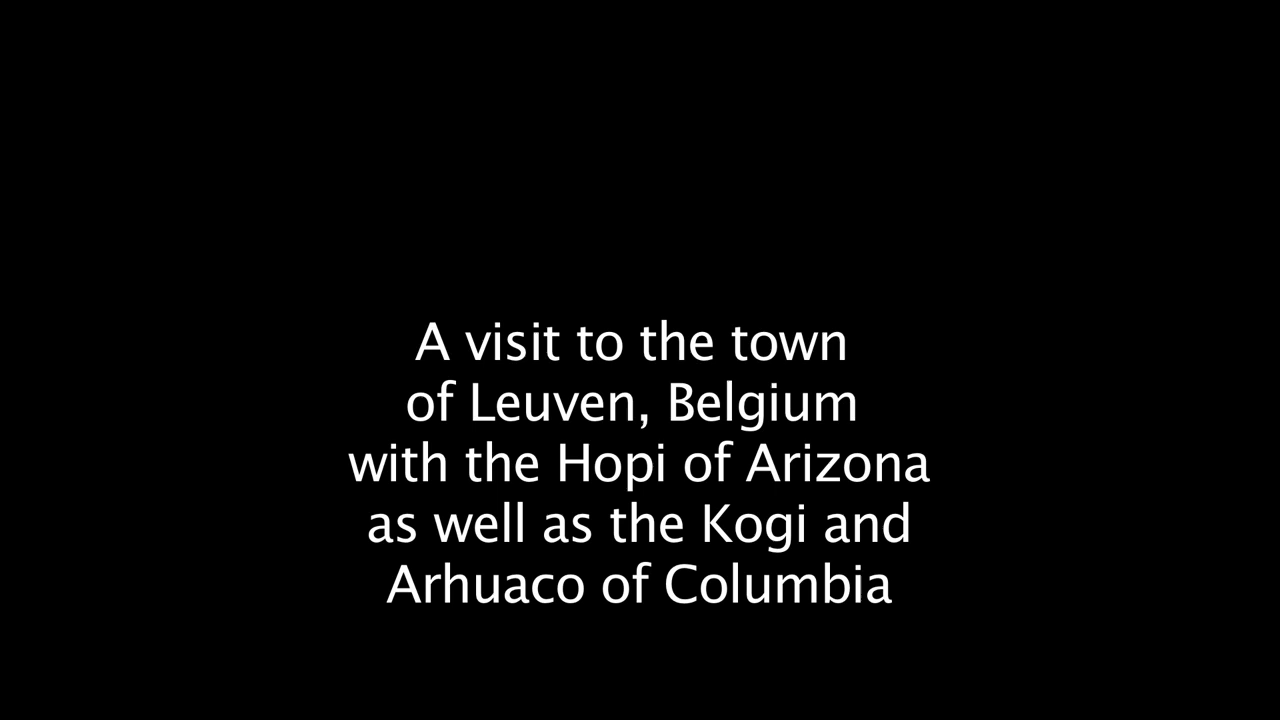 A visit to the town
of Leuven, Belgium
with the Hopi of Arizona
as well as the Kogi and
Arhuaco of Columbia